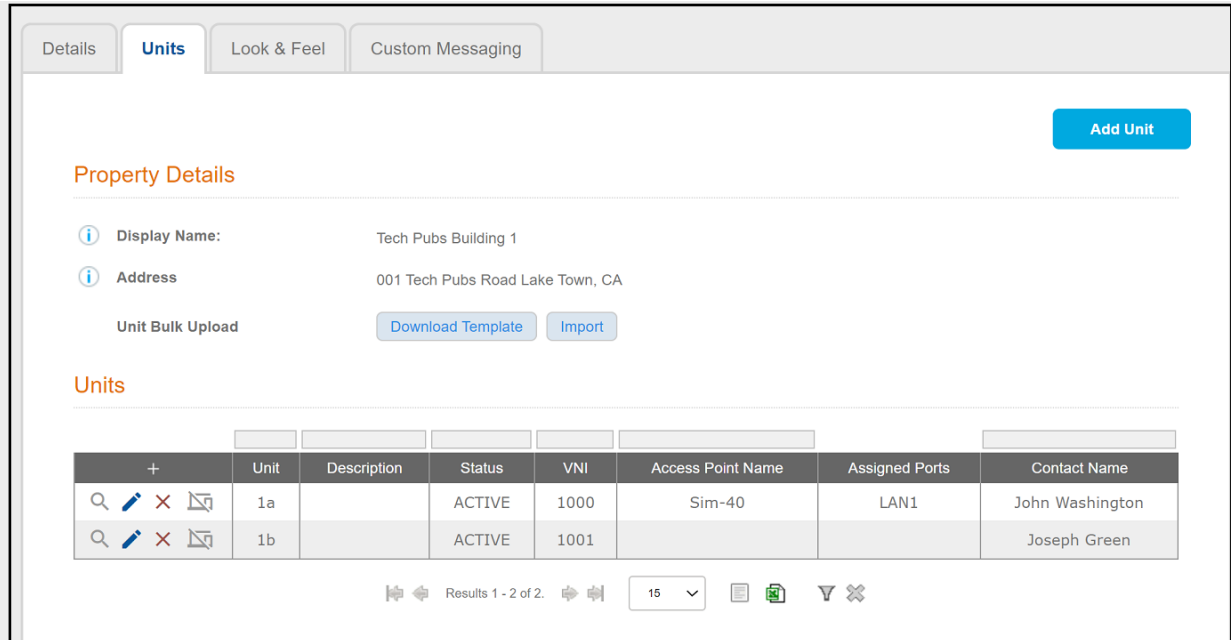 Details Units Look & Feel Custom Messaging
Add Unit
Property Details
Display Name: Tech Pubs Building 1
Address 001 Tech Pubs Road Lake Town, CA
Unit Bulk Upload Download Template Import
Units
+ Unit Description Status VNI Access Point Name Assigned Ports Contact Name
1a ACTIVE 1000 Sim-40 LAN1 John Washington
1b ACTIVE 1001 Joseph Green
Results 1 - 2 of 2. 15